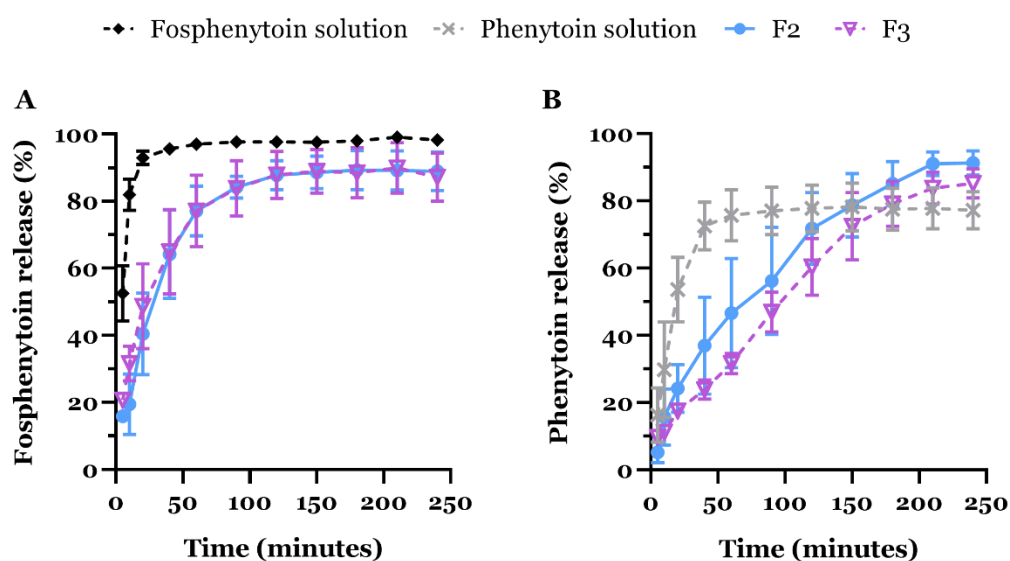 Fosphenytoin solution Phenytoin solution F2 F3
A
B
Fosphenytoin release (%)
100
80
60
40
20
0
0 50 100 150 200 250
Time (minutes)
Phenytoin release (%)
100
80
60
40
20
0
0 50 100 150 200 250
Time (minutes)